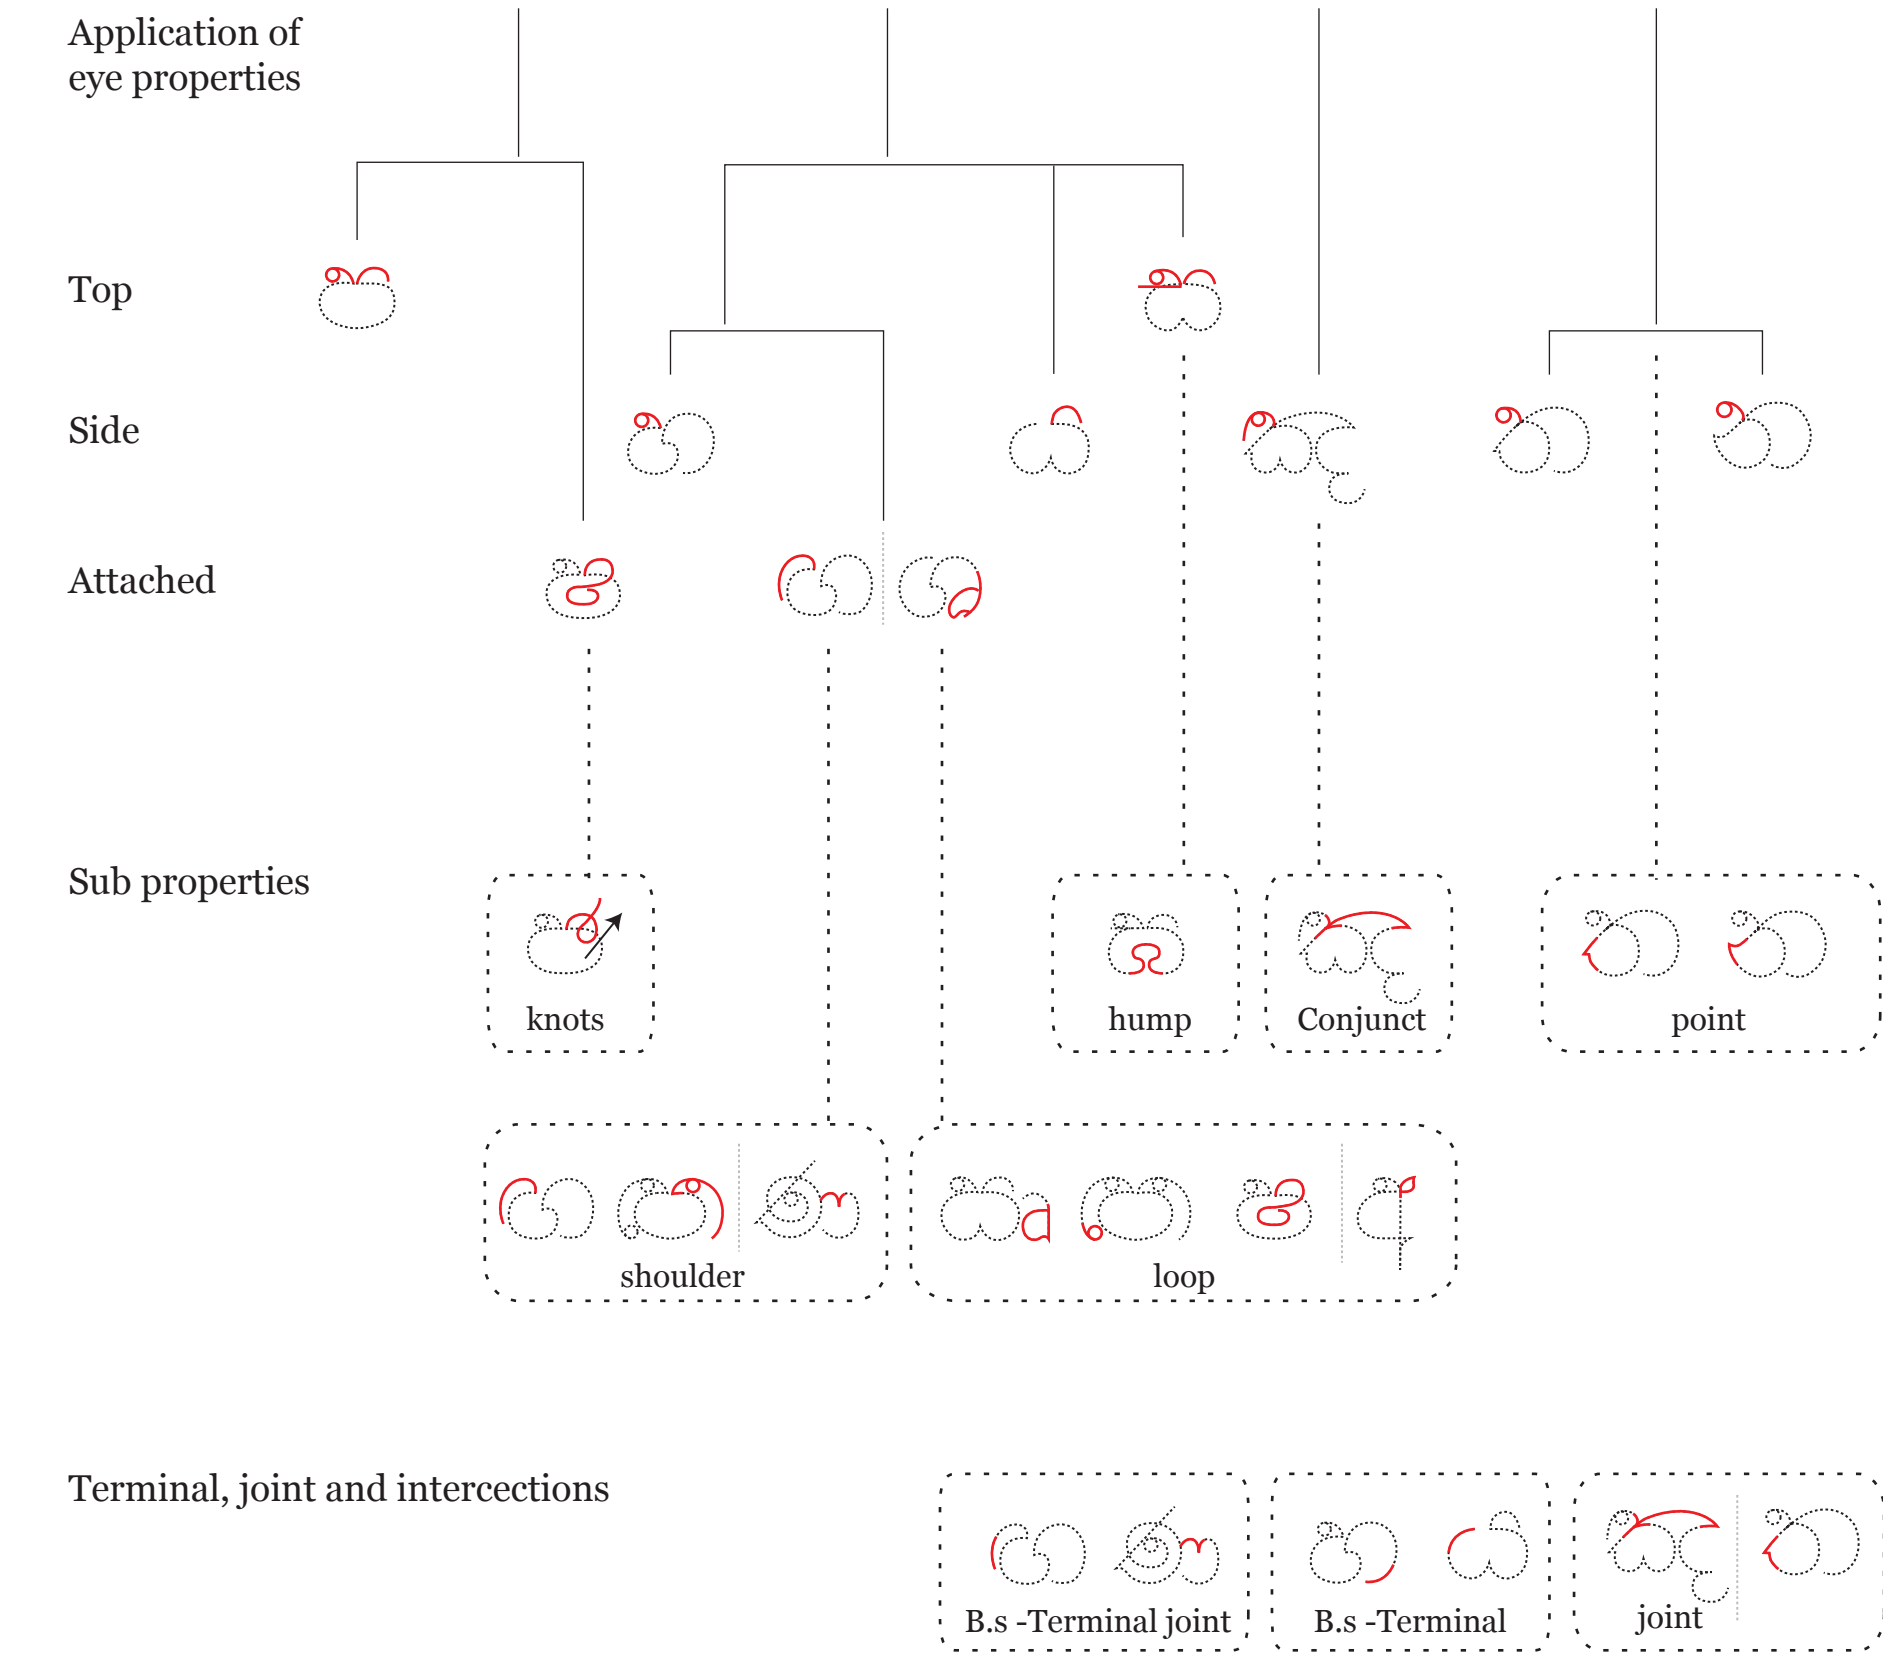 Application of
eye properties
Top
Side
Attached
Sub properties
knots
hump
Conjunct
point
shoulder
loop
Terminal, joint and intercections
B.s -Terminal joint
B.s -Terminal
joint